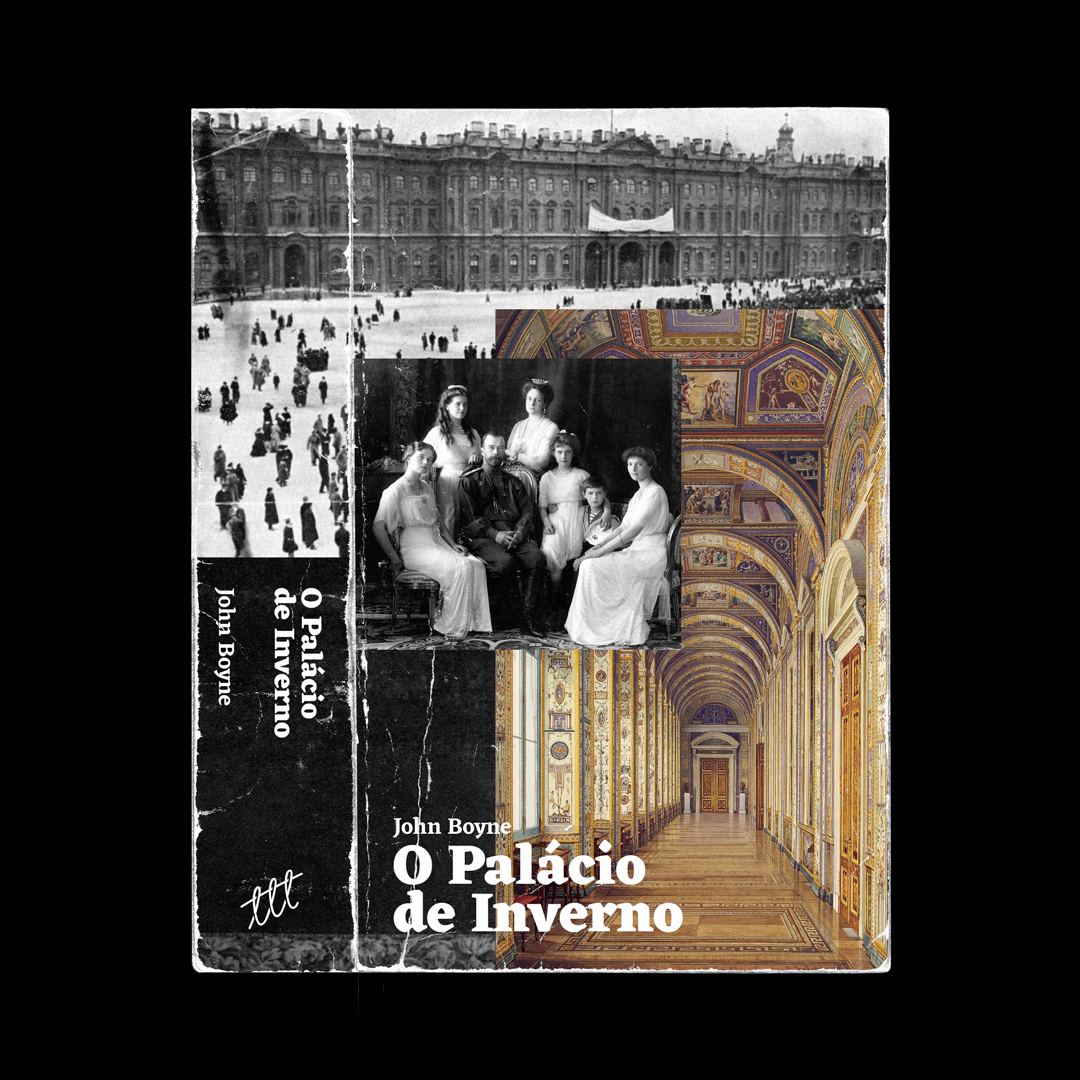 O Palácio
de Inverno
John Boyne
ttt
John Boyne
O Palácio
de Inverno